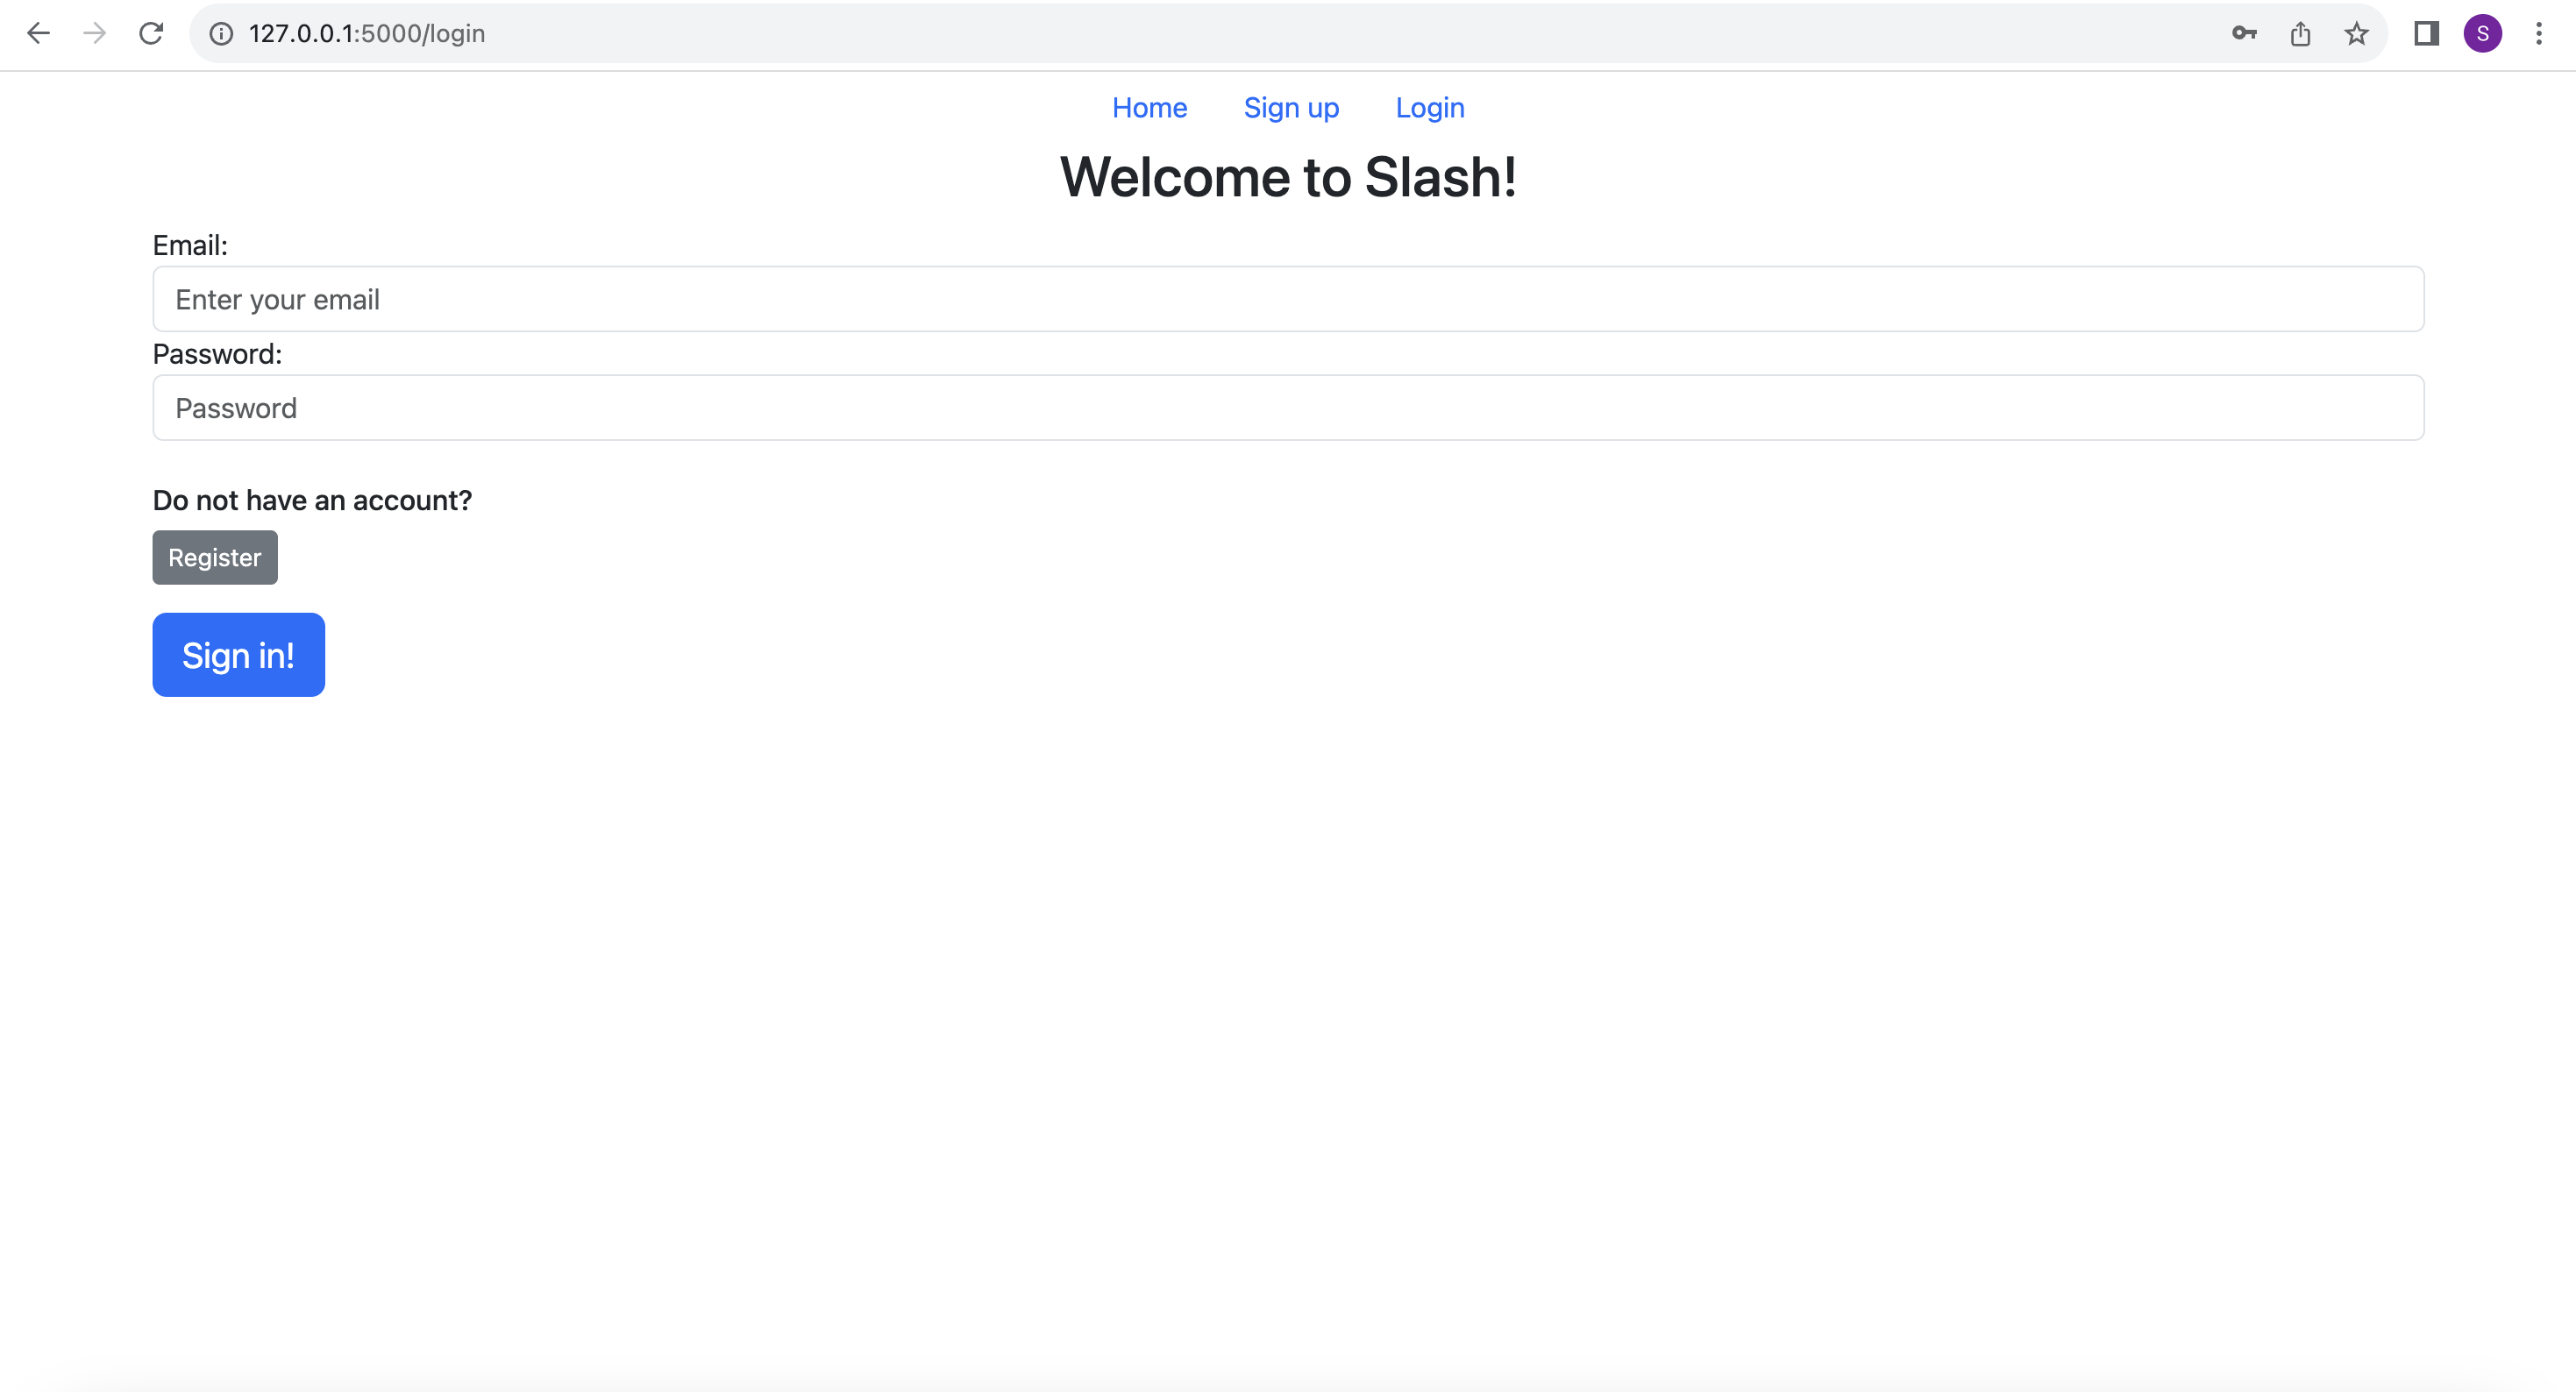 127.0.0.1:5000/login
S
Home Sign up Login
Welcome to Slash!
Email:
Enter your email
Password:
Password
Do not have an account?
Register
Sign in!